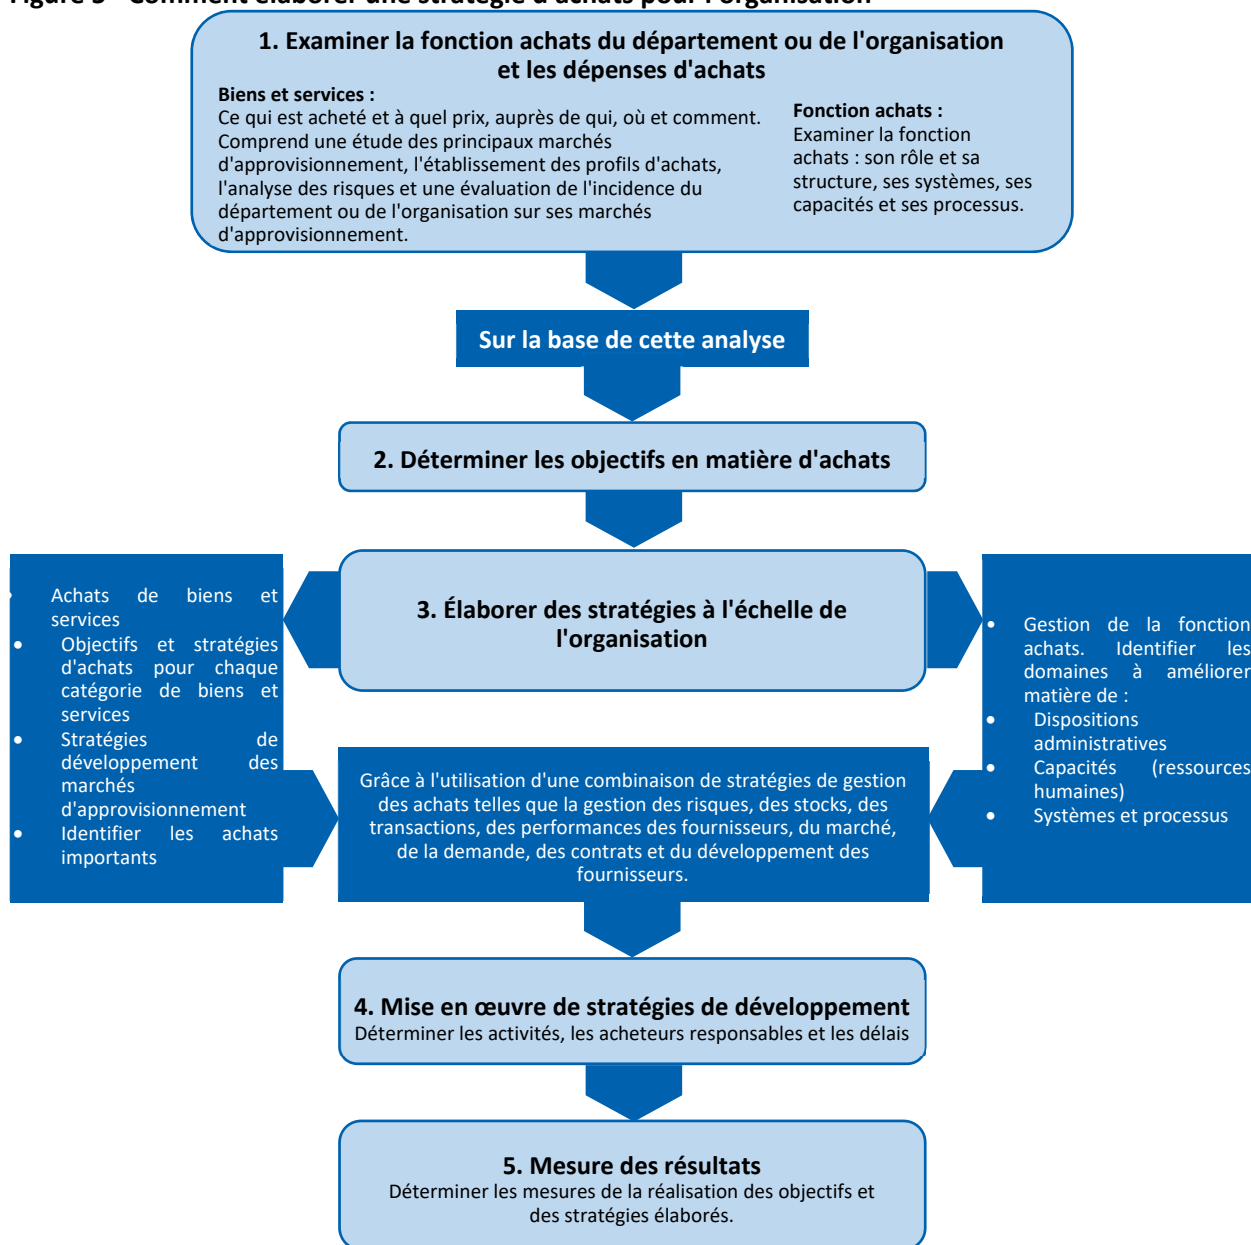 Figure 3 - Comment élaborer une stratégie d'achats pour l'organisation
1. Examiner la fonction achats du département ou de l'organisation
et les dépenses d'achats
Biens et services :
Ce qui est acheté et à quel prix, auprès de qui, où et comment.
Comprend une étude des principaux marchés
d'approvisionnement, l'établissement des profils d'achats,
l'analyse des risques et une évaluation de l'incidence du
département ou de l'organisation sur ses marchés
d'approvisionnement.
Fonction achats :
Examiner la fonction
achats : son rôle et sa
structure, ses systèmes, ses
capacités et ses processus.
Sur la base de cette analyse
2. Déterminer les objectifs en matière d'achats
3. Élaborer des stratégies à l'échelle de
l'organisation
• Achats de biens et
services
• Objectifs et stratégies
d'achats pour chaque
catégorie de biens et
services
• Stratégies de
développement des
marchés
d'approvisionnement
• Identifier les achats
importants
• Gestion de la fonction
achats. Identifier les
domaines à améliorer
matière de :
• Dispositions
administratives
• Capacités (ressources
humaines)
• Systèmes et processus
Grâce à l'utilisation d'une combinaison de stratégies de gestion
des achats telles que la gestion des risques, des stocks, des
transactions, des performances des fournisseurs, du marché,
de la demande, des contrats et du développement des
fournisseurs.
4. Mise en œuvre de stratégies de développement
Déterminer les activités, les acheteurs responsables et les délais
5. Mesure des résultats
Déterminer les mesures de la réalisation des objectifs et
des stratégies élaborés.